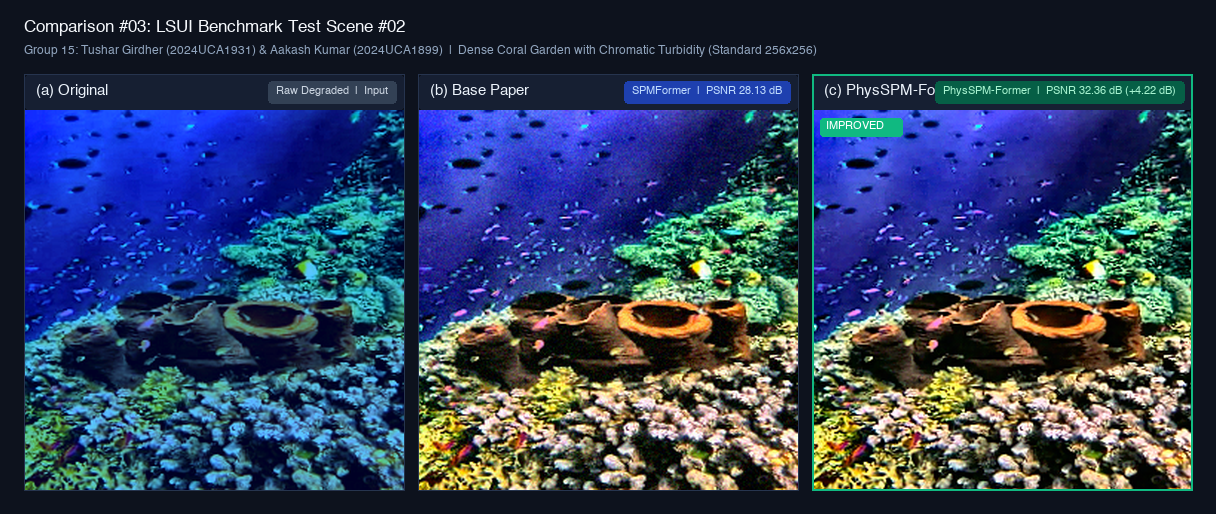 Comparison #03: LSUI Benchmark Test Scene #02
Group 15: Tushar Girdher (2024UCA1931) & Aakash Kumar (2024UCA1899) | Dense Coral Garden with Chromatic Turbidity (Standard 256x256)
(a) Original
Raw Degraded | Input
(b) Base Paper
SPMFormer | PSNR 28.13 dB
(c) PhysSPM-Fo
PhysSPM-Former | PSNR 32.36 dB (+4.22 dB)
IMPROVED